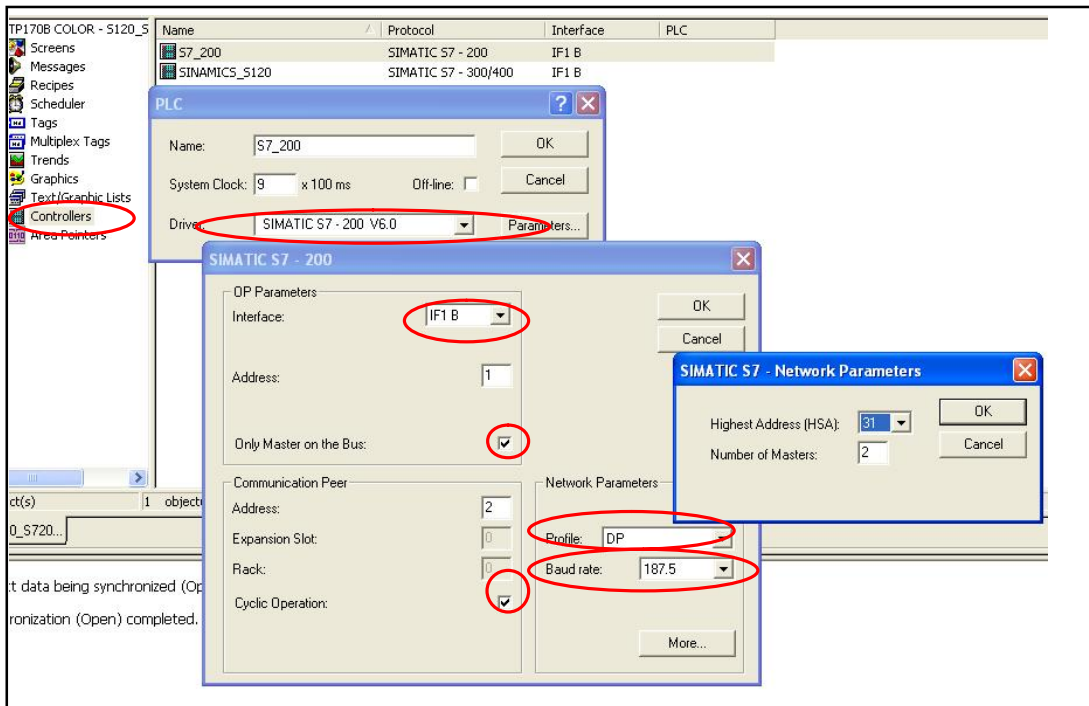 TP170B COLOR - S120_S
Screens
Messages
Recipes
Scheduler
Tags
Multiplex Tags
Trends
Graphics
Text/Graphic Lists
Controllers
Area Pointers
Name Protocol Interface PLC
S7_200 SIMATIC S7 - 200 IF1 B
SINAMICS_S120 SIMATIC S7 - 300/400 IF1 B
PLC
Name: S7_200 OK
System Clock: 9 x 100 ms Off-line: Cancel
Driver: SIMATIC S7 - 200 V6.0 Parameters...
SIMATIC S7 - 200
OP Parameters
Interface: IF1 B OK
Cancel
Address: 1
Only Master on the Bus:
Communication Peer
Address: 2
Expansion Slot: 0
Rack: 0
Cyclic Operation:
Network Parameters
Profile: DP
Baud rate: 187.5
More...
SIMATIC S7 - Network Parameters
Highest Address (HSA): 31 OK
Number of Masters: 2 Cancel
ct(s) 1 object
0_S720...
t data being synchronized (Op
ronization (Open) completed.